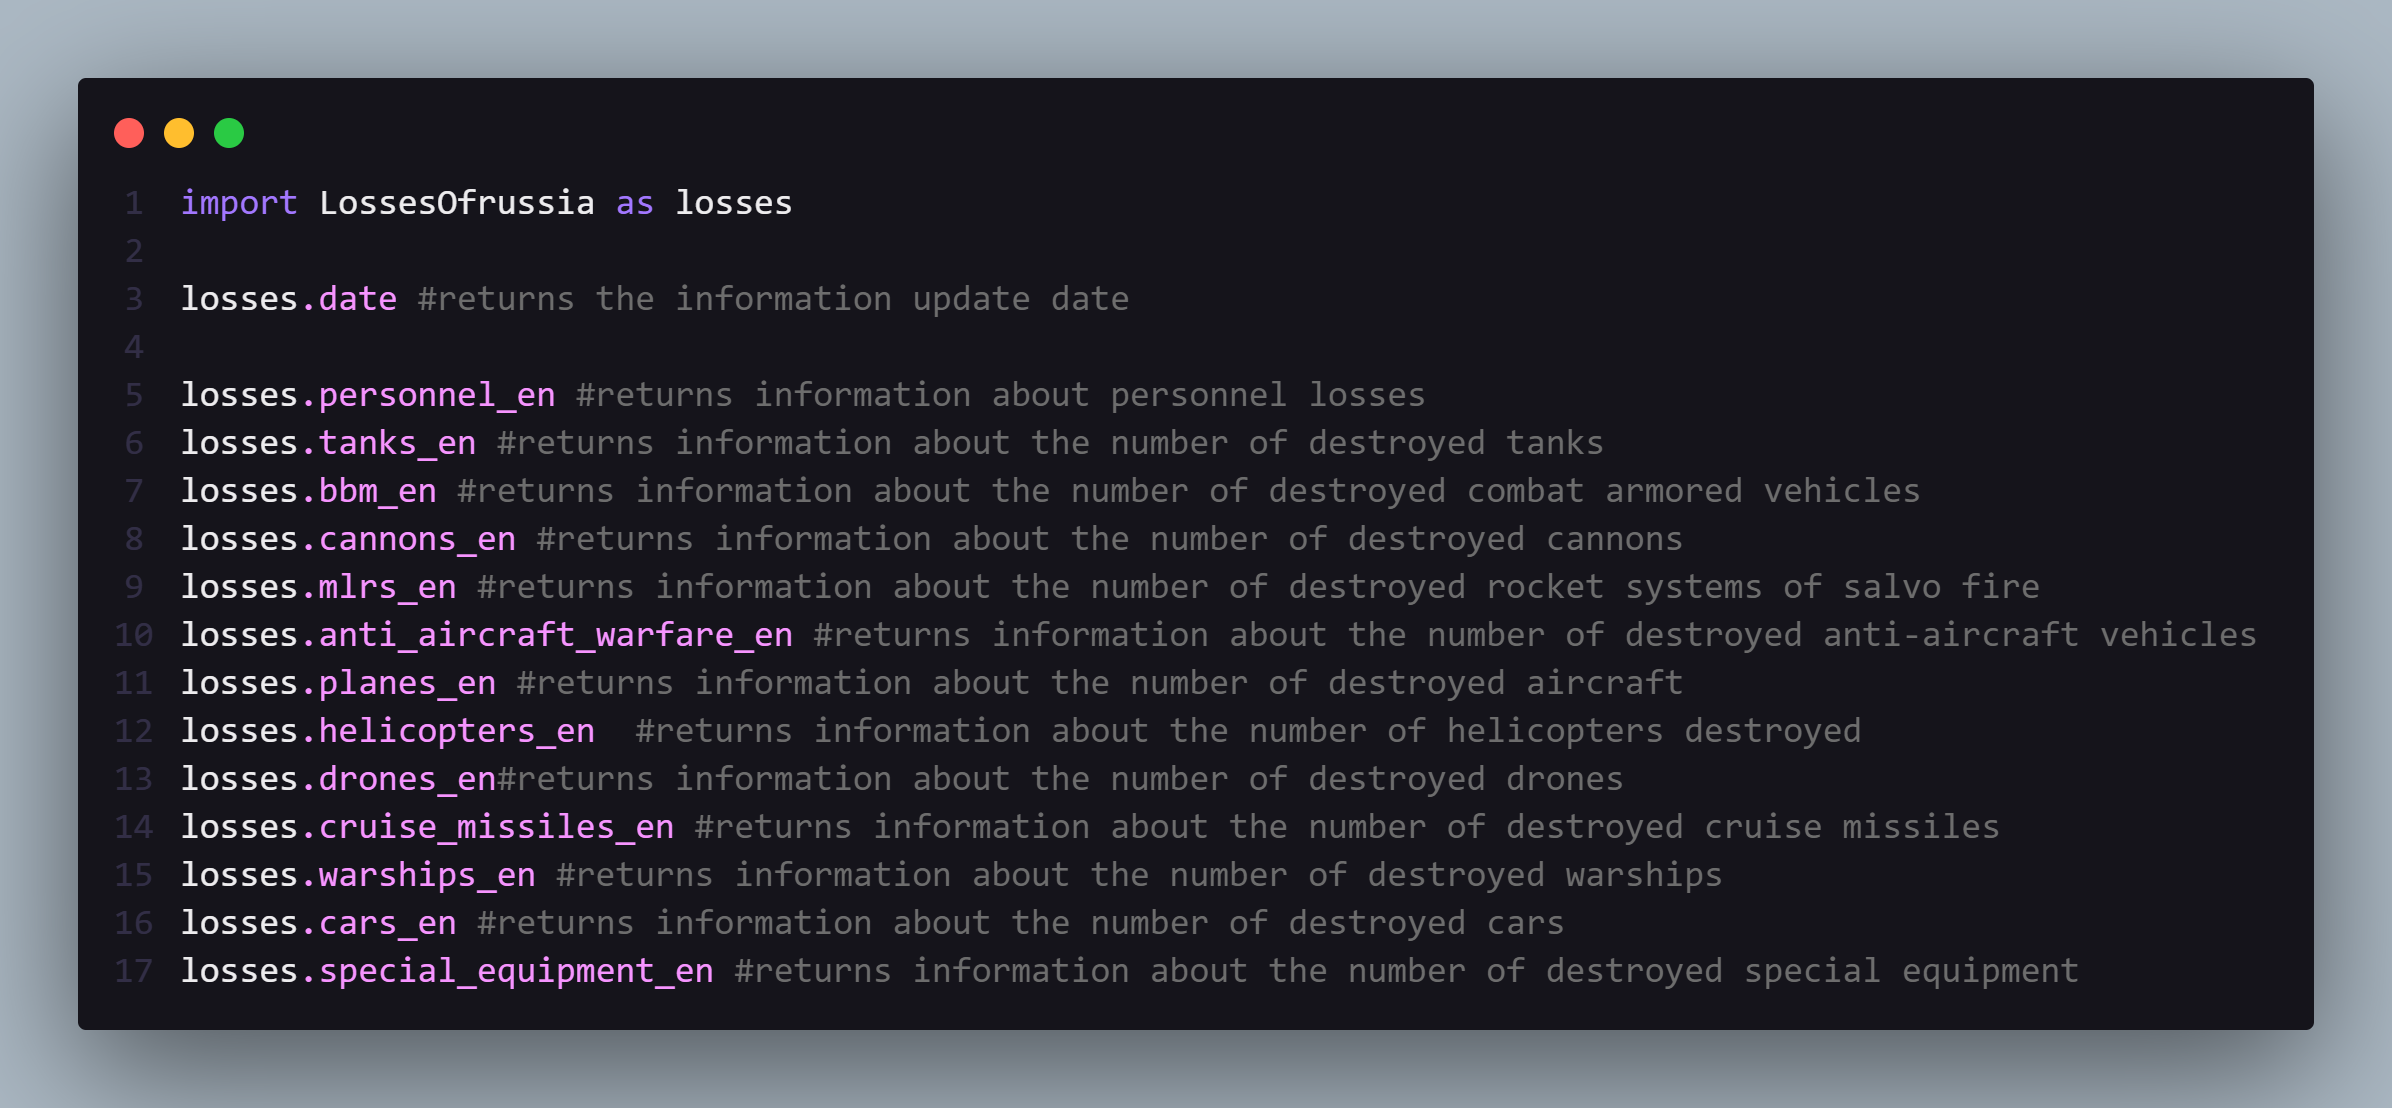 1 import LossesOfrussia as losses
2
3 losses.date #returns the information update date
4
5 losses.personnel_en #returns information about personnel losses
6 losses.tanks_en #returns information about the number of destroyed tanks
7 losses.bbm_en #returns information about the number of destroyed combat armored vehicles
8 losses.cannons_en #returns information about the number of destroyed cannons
9 losses.mlrs_en #returns information about the number of destroyed rocket systems of salvo fire
10 losses.anti_aircraft_warfare_en #returns information about the number of destroyed anti-aircraft vehicles
11 losses.planes_en #returns information about the number of destroyed aircraft
12 losses.helicopters_en  #returns information about the number of helicopters destroyed
13 losses.drones_en#returns information about the number of destroyed drones
14 losses.cruise_missiles_en #returns information about the number of destroyed cruise missiles
15 losses.warships_en #returns information about the number of destroyed warships
16 losses.cars_en #returns information about the number of destroyed cars
17 losses.special_equipment_en #returns information about the number of destroyed special equipment